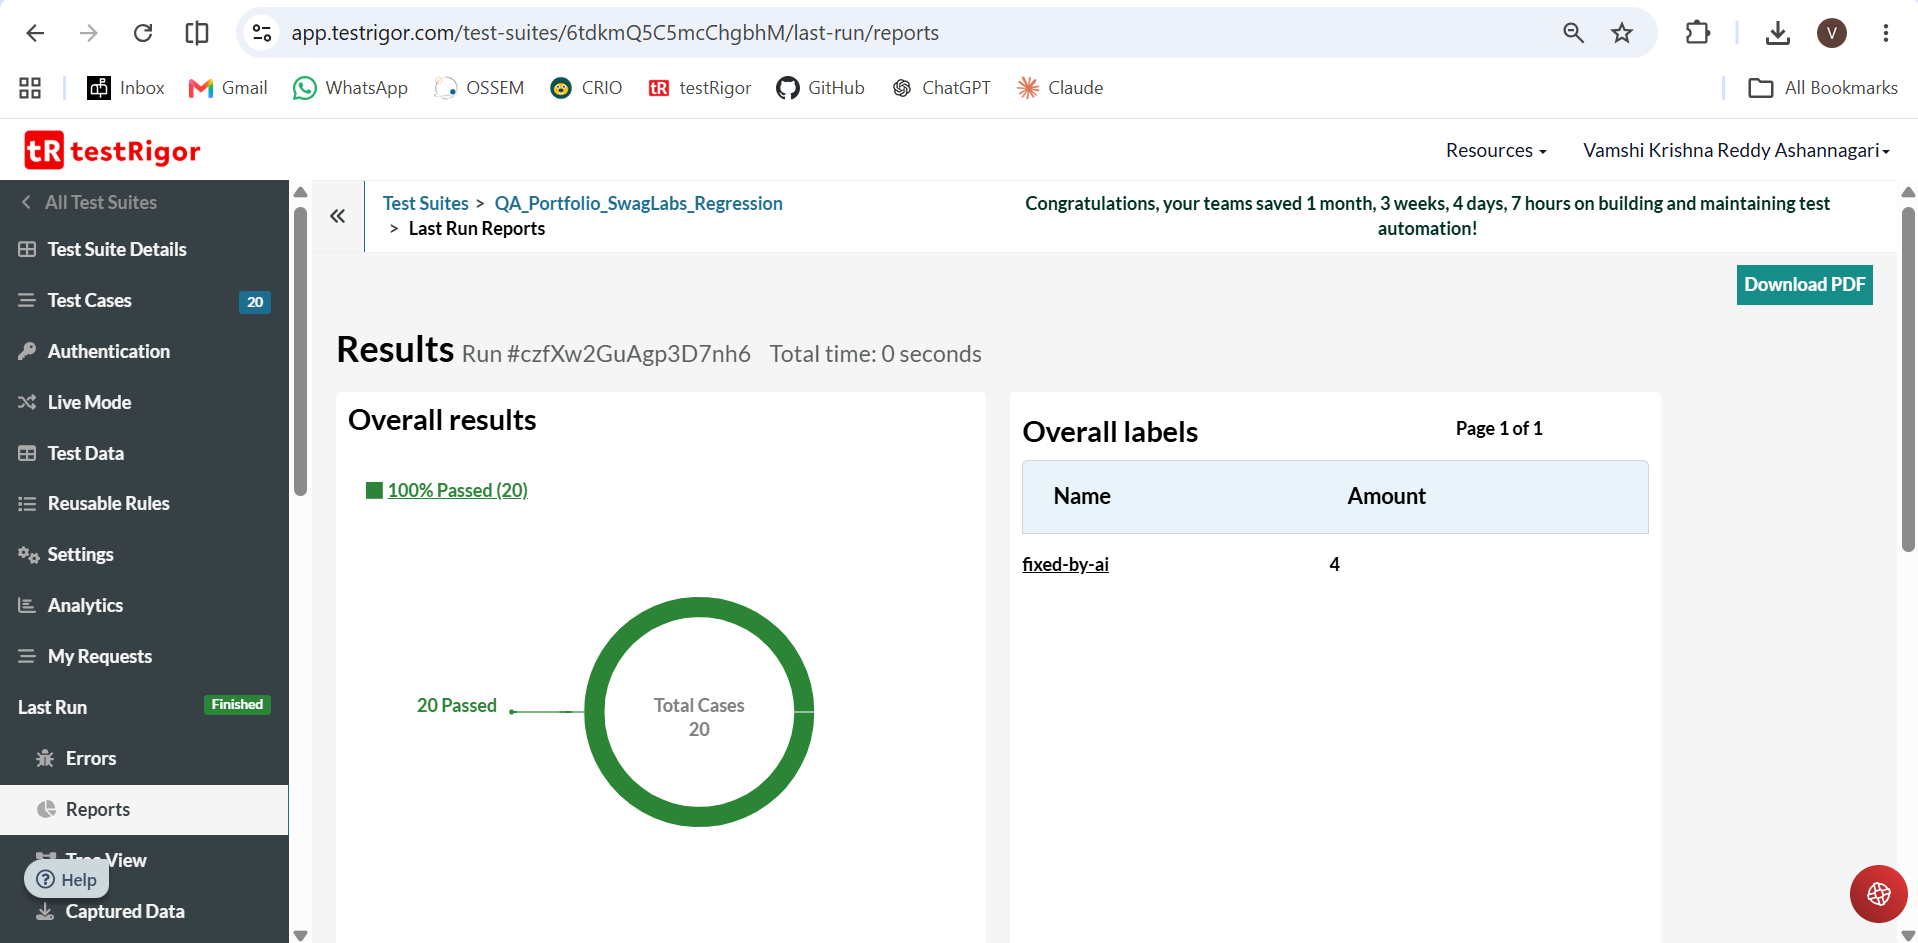 app.testrigor.com/test-suites/6tdkmQ5C5mcChgbhM/last-run/reports
V
Inbox
Gmail
WhatsApp
OSSEM
CRIO
tR testRigor
GitHub
ChatGPT
Claude
All Bookmarks
tR testRigor
Resources
Vamshi Krishna Reddy Ashannagari
All Test Suites
Test Suite Details
Test Cases 20
Authentication
Live Mode
Test Data
Reusable Rules
Settings
Analytics
My Requests
Last Run Finished
Errors
Reports
Tree View
Help
Captured Data
Test Suites > QA_Portfolio_SwagLabs_Regression
> Last Run Reports
Congratulations, your teams saved 1 month, 3 weeks, 4 days, 7 hours on building and maintaining test
automation!
Download PDF
Results Run #czfXw2GuAgp3D7nh6 Total time: 0 seconds
Overall results
100% Passed (20)
20 Passed
Total Cases
20
Overall labels
Page 1 of 1
Name Amount
fixed-by-ai 4